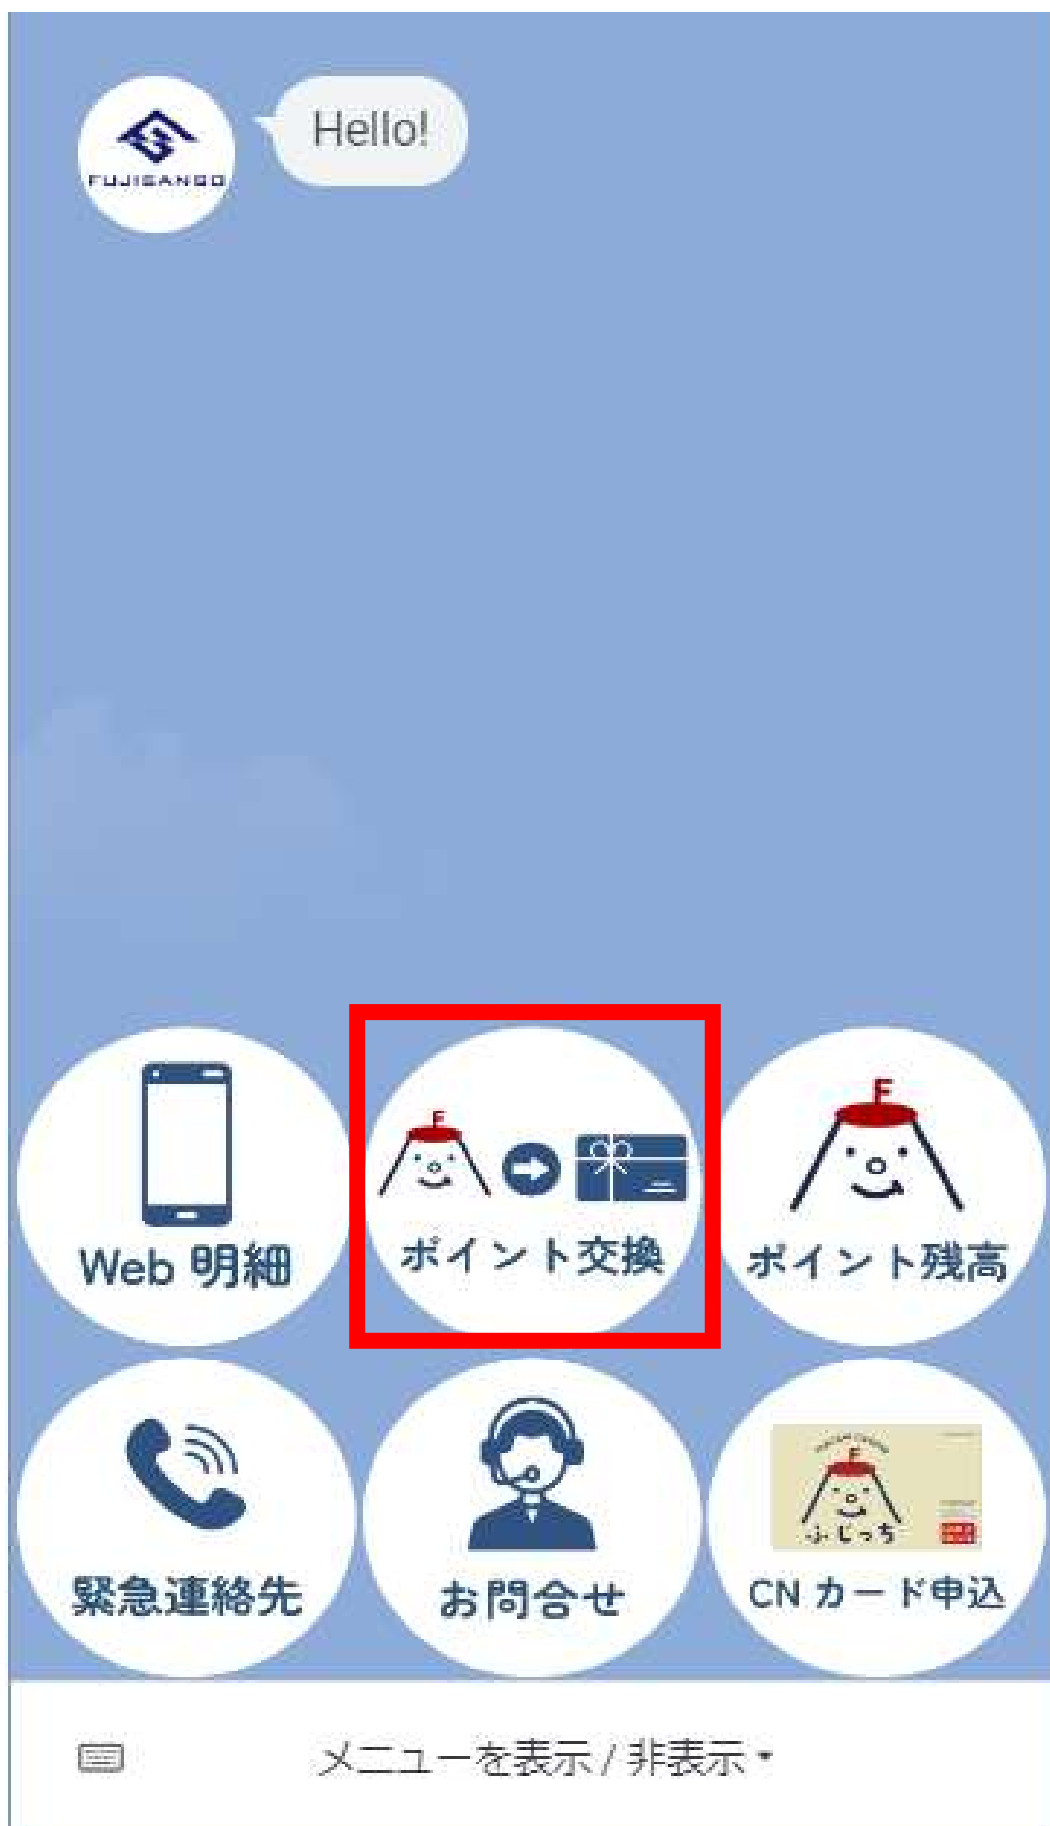 FUJISANGO
Hello!
F
F
Web 明細
ポイント交換
ポイント残高
F
ふじっち
緊急連絡先
お問合せ
CN カード申込
メニューを表示 / 非表示